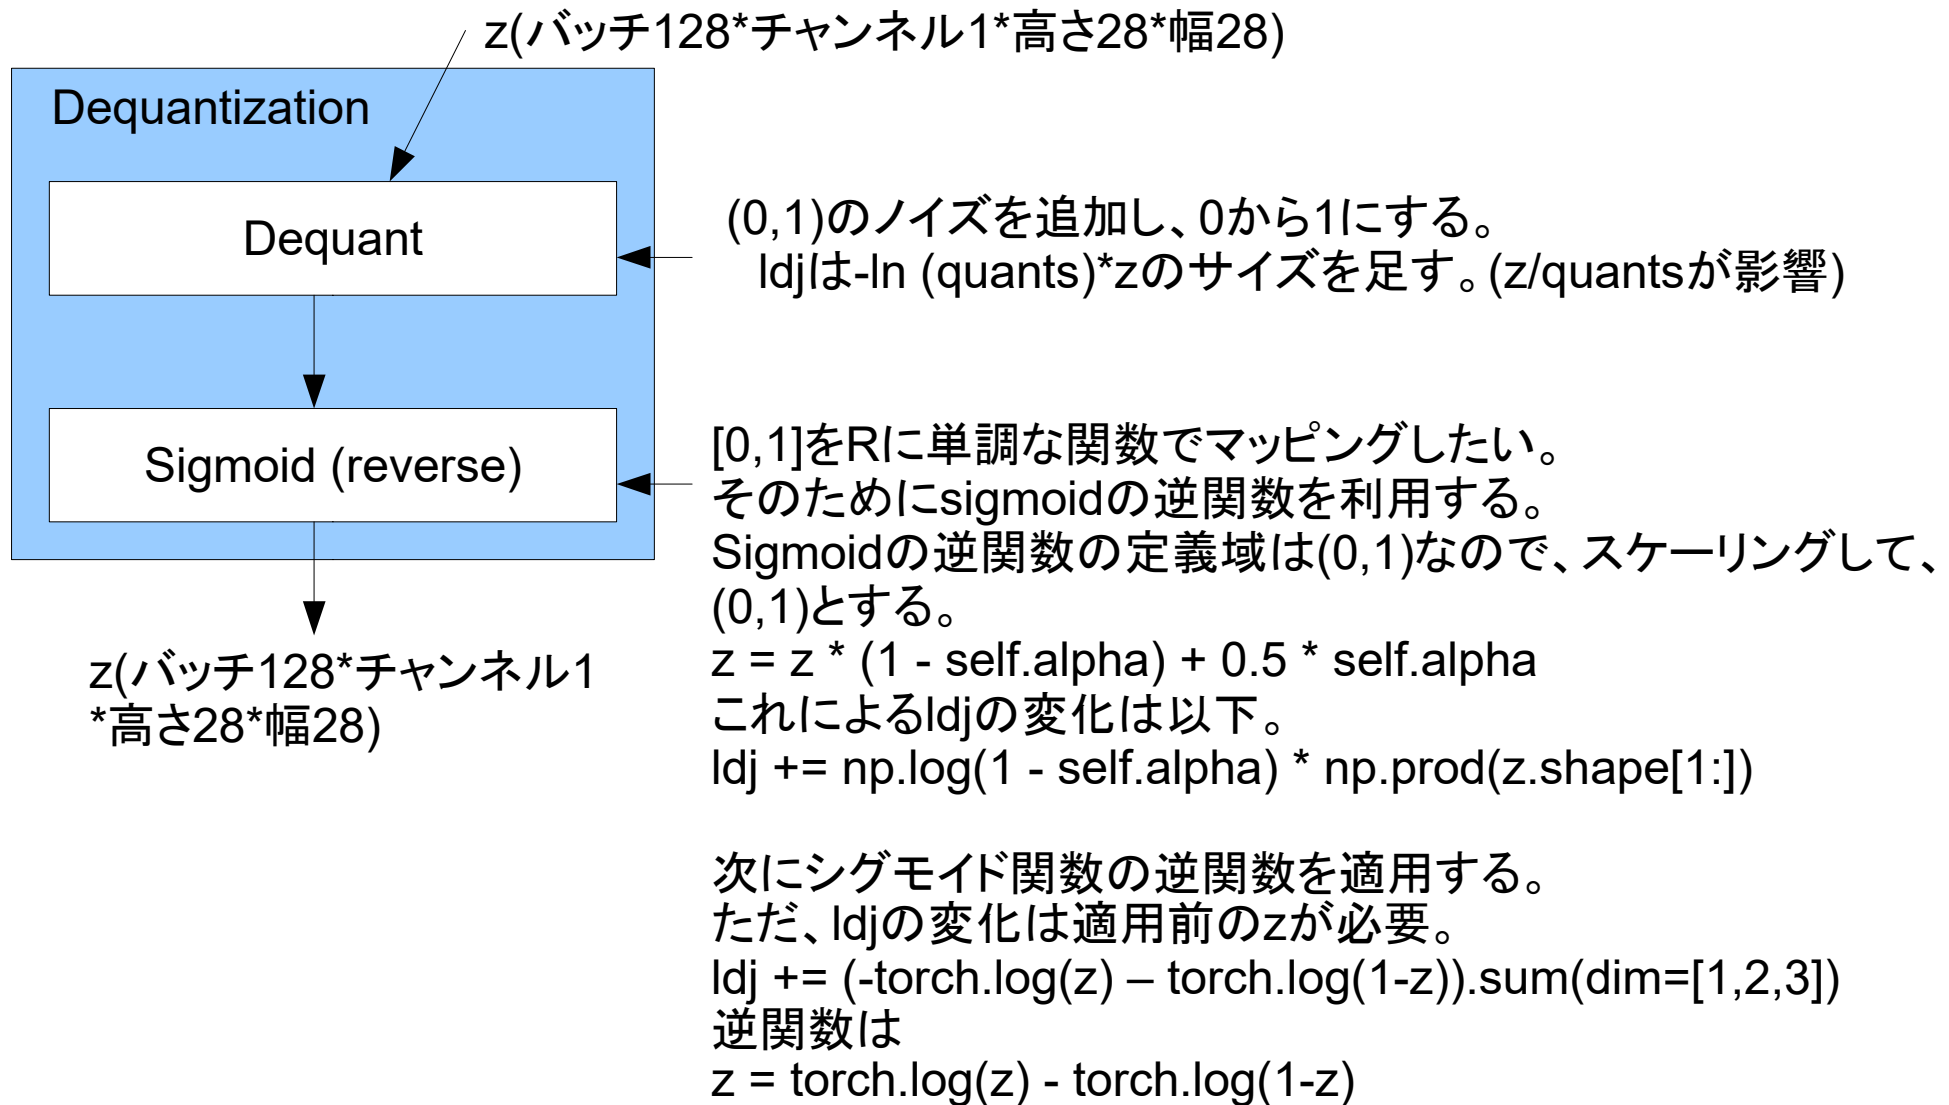 z(バッチ128*チャンネル1*高さ28*幅28)
Dequantization
Dequant
(0,1)のノイズを追加し、0から1にする。
ldjは-ln (quants)*zのサイズを足す。(z/quantsが影響)
Sigmoid (reverse)
[0,1]をRに単調な関数でマッピングしたい。
そのためにsigmoidの逆関数を利用する。
Sigmoidの逆関数の定義域は(0,1)なので、スケーリングして、
(0,1)とする。
z = z * (1 - self.alpha) + 0.5 * self.alpha
これによるldjの変化は以下。
ldj += np.log(1 - self.alpha) * np.prod(z.shape[1:])
次にシグモイド関数の逆関数を適用する。
ただ、ldjの変化は適用前のzが必要。
ldj += (-torch.log(z) – torch.log(1-z)).sum(dim=[1,2,3])
逆関数は
z = torch.log(z) - torch.log(1-z)
z(バッチ128*チャンネル1
*高さ28*幅28)